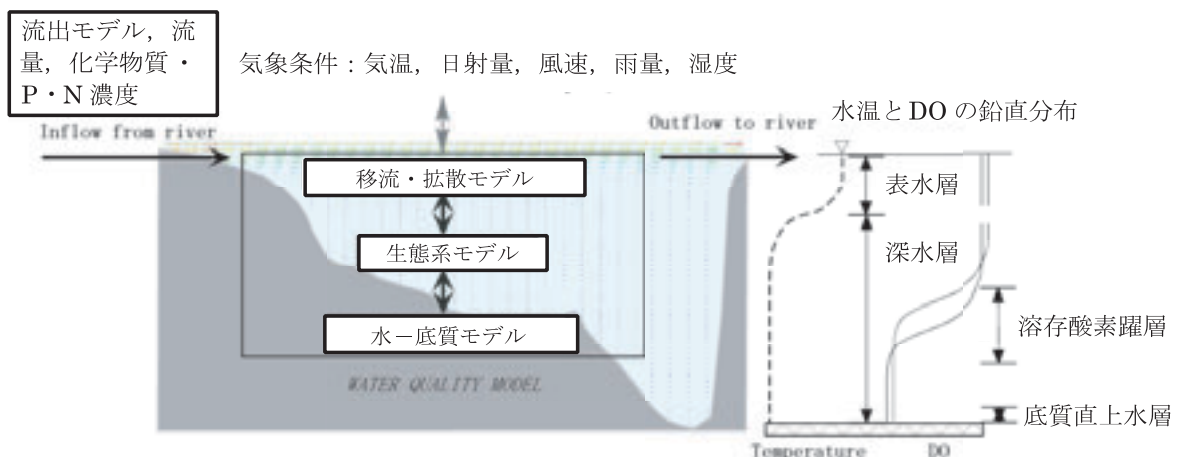 流出モデル，流
量，化学物質・
P・N 濃度
気象条件：気温，日射量，風速，雨量，湿度
Inflow from river
Outflow to river
水温とDOの鉛直分布
移流・拡散モデル
生態系モデル
水－底質モデル
WATER QUALITY MODEL
表水層
深水層
溶存酸素躍層
底質直上水層
Temperature
DO